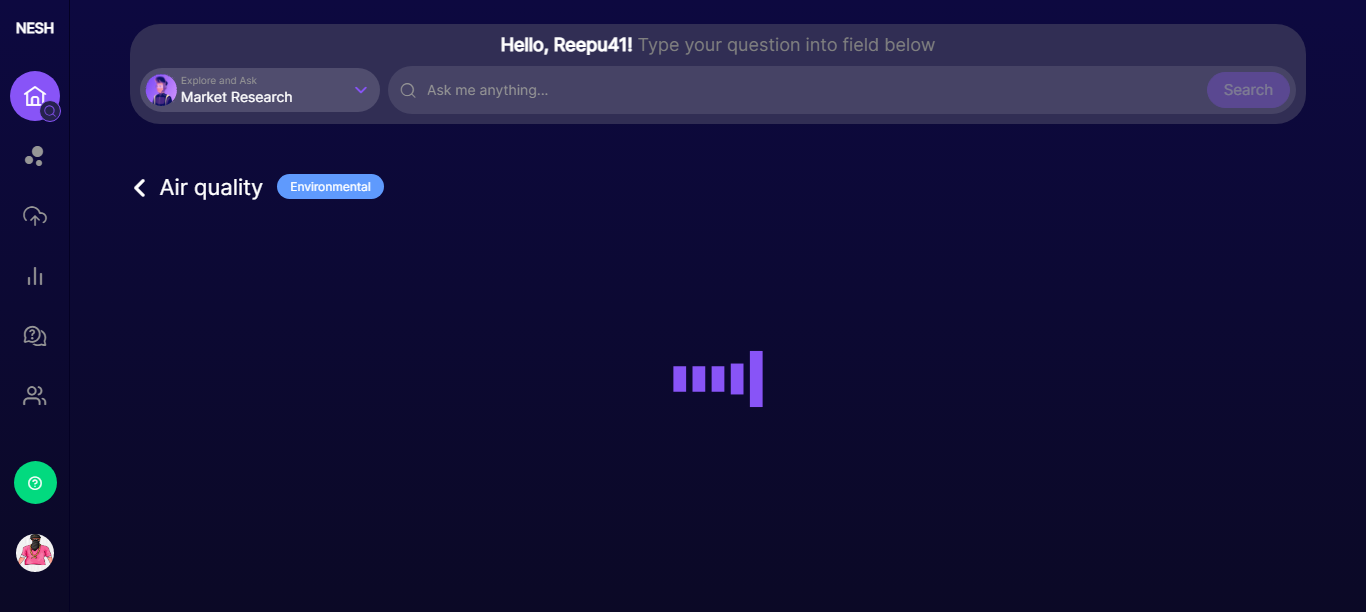 NESH
Hello, Reepu41! Type your question into field below
Explore and Ask
Market Research
Ask me anything...
Search
Air quality
Environmental